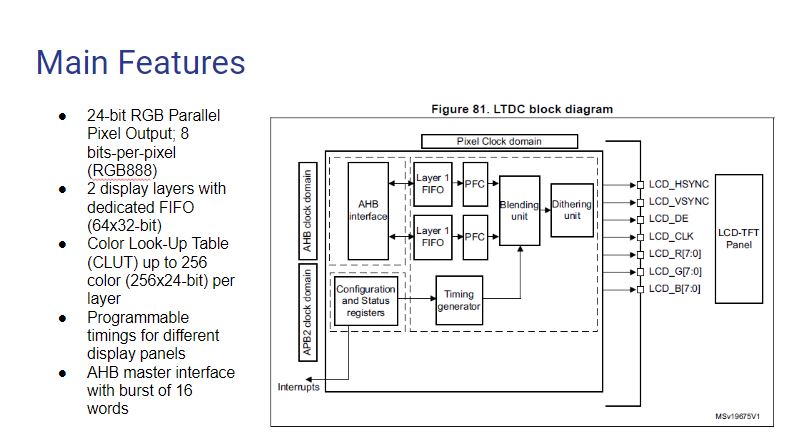 Main Features
● 24-bit RGB Parallel
Pixel Output; 8
bits-per-pixel
(RGB888)
● 2 display layers with
dedicated FIFO
(64x32-bit)
● Color Look-Up Table
(CLUT) up to 256
color (256x24-bit) per
layer
● Programmable
timings for different
display panels
● AHB master interface
with burst of 16
words
Figure 81. LTDC block diagram
Pixel Clock domain
AHB clock domain
AHB
interface
Layer 1
FIFO
PFC
Layer 1
FIFO
PFC
Blending
unit
Dithering
unit
APB2 clock domain
Configuration
and Status
registers
Timing
generator
Interrupts
LCD_HSYNC
LCD_VSYNC
LCD_DE
LCD_CLK
LCD_R[7:0]
LCD_G[7:0]
LCD_B[7:0]
LCD-TFT
Panel
MSv19675V1